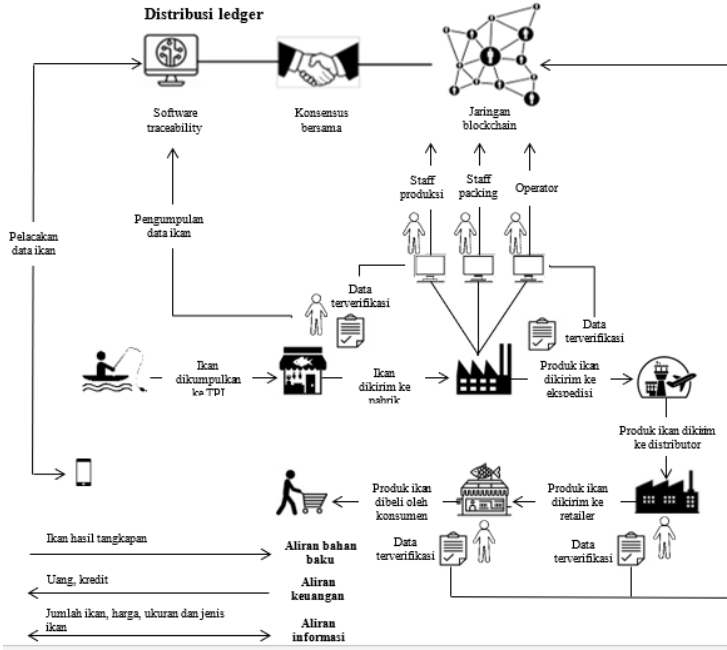 Distribusi ledger
Software
traceability
Konsensus
bersama
Jaringan
blockchain
Staff
produksi
Staff
packing
Operator
Pengumpulan
data ikan
Pelacakan
data ikan
Data
terverifikasi
Data
terverifikasi
Ikan
dikumpulkan
ke TPI
Ikan
dikirim ke
pabrik
Produk ikan
dikirim ke
ekspedisi
Produk ikan dikirim
ke distributor
Produk ikan
dibeli oleh
konsumen
Produk ikan
dikirim ke
retailer
Data
terverifikasi
Data
terverifikasi
Ikan hasil tangkapan
Aliran bahan
baku
Uang, kredit
Aliran
keuangan
Jumlah ikan, harga, ukuran dan jenis
ikan
Aliran
informasi